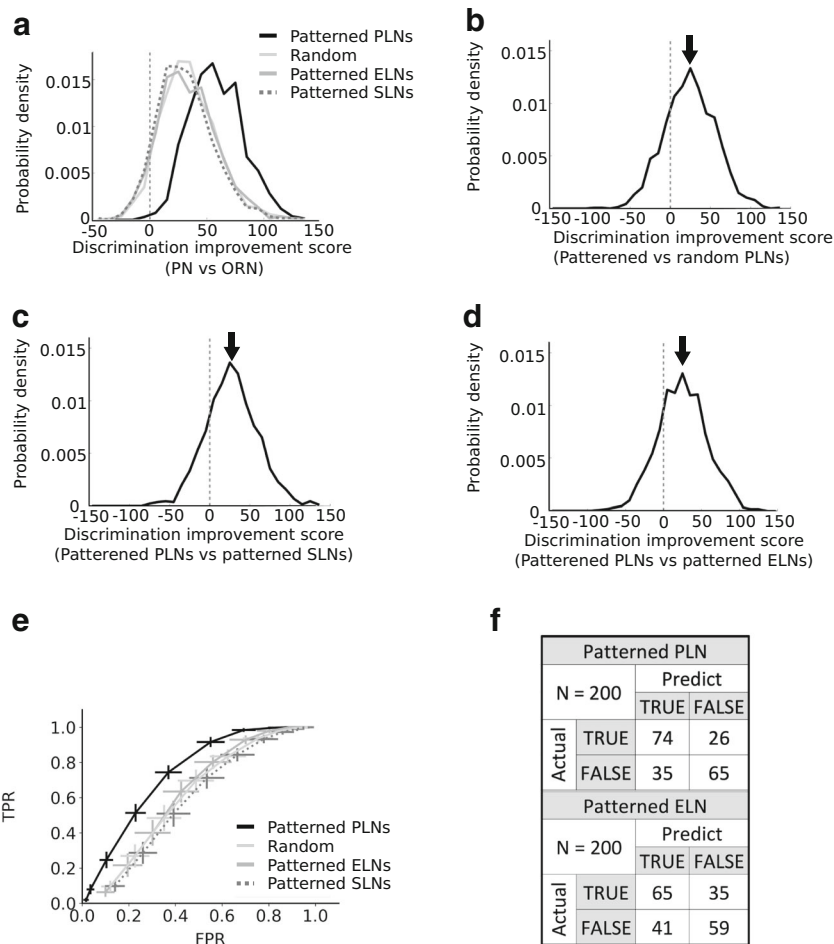 a
Patterned PLNs
Random
Patterned ELNs
Patterned SLNs
Probability density
0.015
0.01
0.005
0
-50 0 50 100 150
Discrimination improvement score
(PN vs ORN)
b
Probability density
0.015
0.01
0.005
0
-150 -100 -50 0 50 100 150
Discrimination improvement score
(Patterened vs random PLNs)
c
Probability density
0.015
0.01
0.005
0
-150 -100 -50 0 50 100 150
Discrimination improvement score
(Patterened PLNs vs patterned SLNs)
d
Probability density
0.015
0.01
0.005
0
-150 -100 -50 0 50 100 150
Discrimination improvement score
(Patterened PLNs vs patterned ELNs)
e
TPR
1.0
0.8
0.6
0.4
0.2
0.0
0.0 0.2 0.4 0.6 0.8 1.0
FPR
Patterned PLNs
Random
Patterned ELNs
Patterned SLNs
f
Patterned PLN
N = 200 Predict
TRUE FALSE
Actual
TRUE 74 26
FALSE 35 65
Patterned ELN
N = 200 Predict
TRUE FALSE
Actual
TRUE 65 35
FALSE 41 59